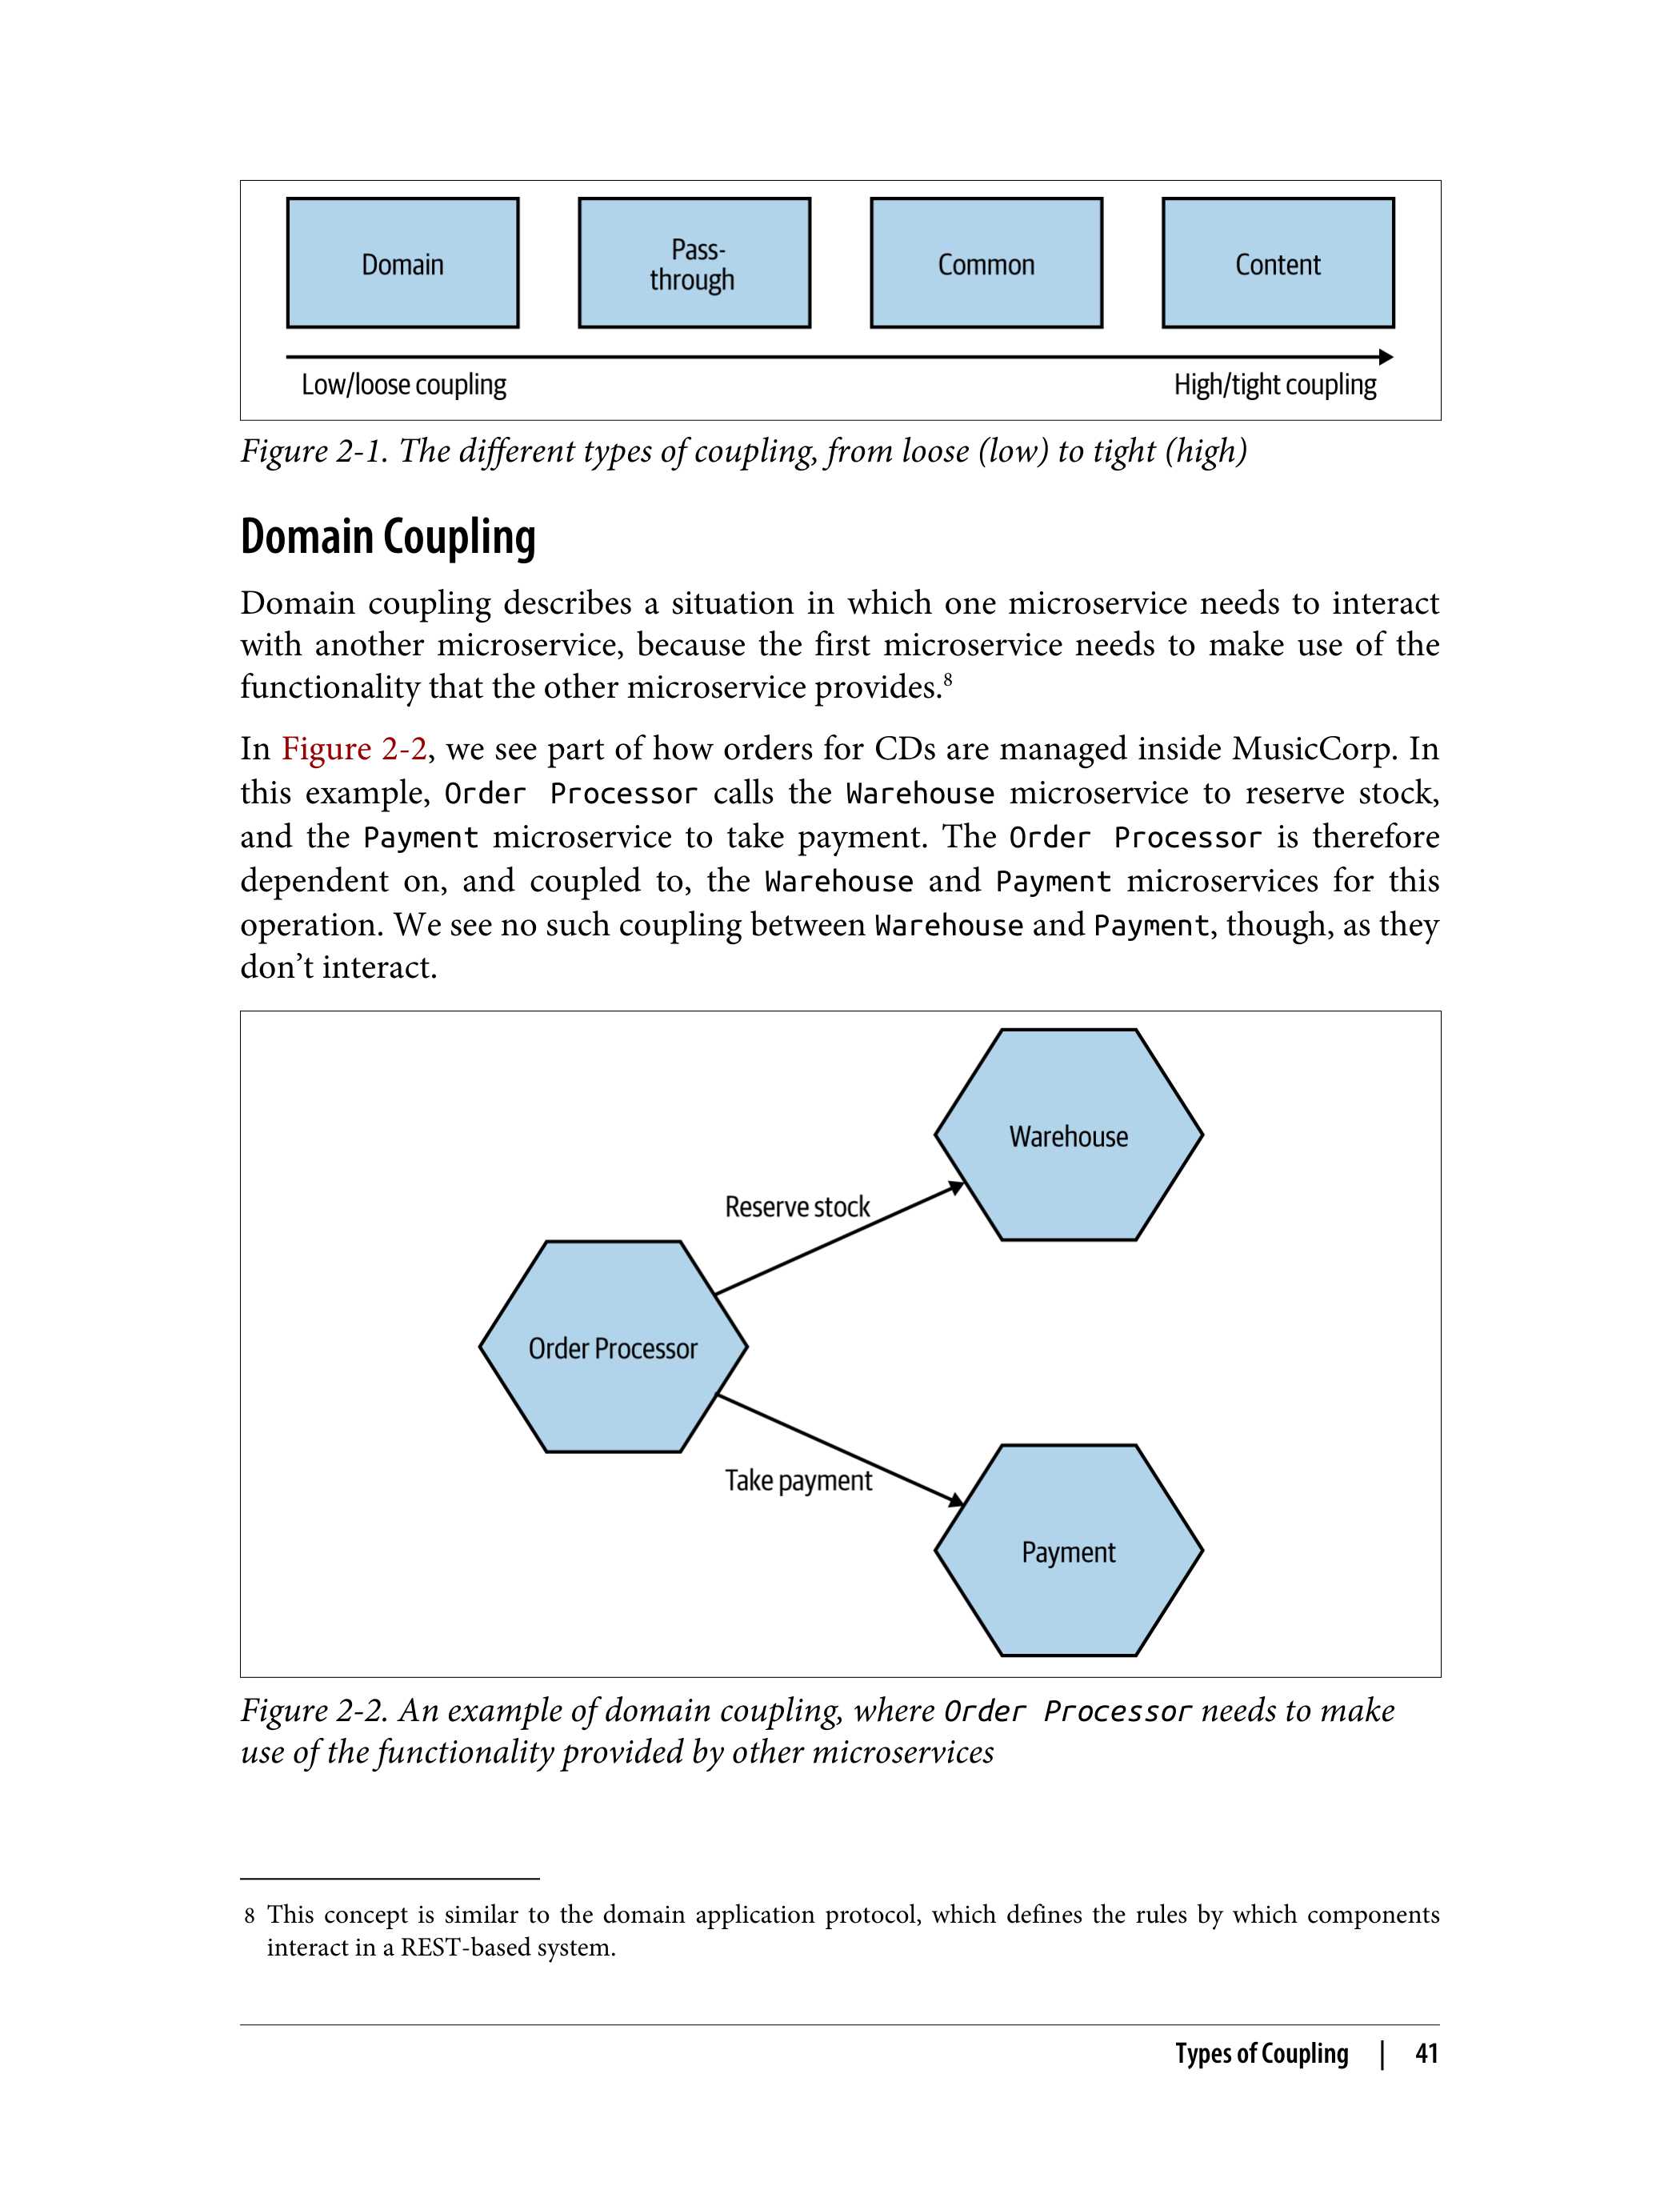 Domain
Pass-
through
Common
Content
Low/loose coupling
High/tight coupling
Figure 2-1. The different types of coupling, from loose (low) to tight (high)
Domain Coupling
Domain coupling describes a situation in which one microservice needs to interact
with another microservice, because the first microservice needs to make use of the
functionality that the other microservice provides.8
In Figure 2-2, we see part of how orders for CDs are managed inside MusicCorp. In
this example, Order Processor calls the Warehouse microservice to reserve stock,
and the Payment microservice to take payment. The Order Processor is therefore
dependent on, and coupled to, the Warehouse and Payment microservices for this
operation. We see no such coupling between Warehouse and Payment, though, as they
don’t interact.
Warehouse
Reserve stock
Order Processor
Take payment
Payment
Figure 2-2. An example of domain coupling, where Order Processor needs to make
use of the functionality provided by other microservices
8 This concept is similar to the domain application protocol, which defines the rules by which components
interact in a REST-based system.
Types of Coupling | 41